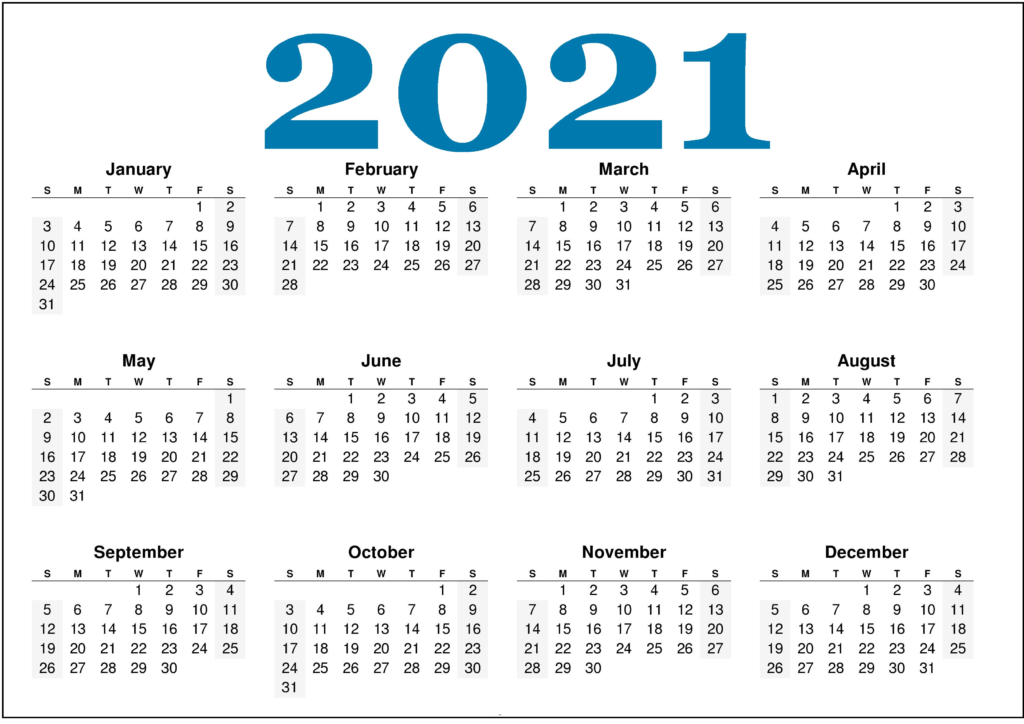 2021
January February March April
S M T W T F S S M T W T F S S M T W T F S S M T W T F S
1 2 1 2 3 4 5 6 1 2 3 4 5 6 1 2 3
3 4 5 6 7 8 9 7 8 9 10 11 12 13 7 8 9 10 11 12 13 4 5 6 7 8 9 10
10 11 12 13 14 15 16 14 15 16 17 18 19 20 14 15 16 17 18 19 20 11 12 13 14 15 16 17
17 18 19 20 21 22 23 21 22 23 24 25 26 27 21 22 23 24 25 26 27 18 19 20 21 22 23 24
24 25 26 27 28 29 30 28 28 29 30 31 25 26 27 28 29 30
31
May June July August
S M T W T F S S M T W T F S S M T W T F S S M T W T F S
1 1 2 3 4 5 1 2 3 1 2 3 4 5 6 7
2 3 4 5 6 7 8 6 7 8 9 10 11 12 4 5 6 7 8 9 10 8 9 10 11 12 13 14
9 10 11 12 13 14 15 13 14 15 16 17 18 19 11 12 13 14 15 16 17 15 16 17 18 19 20 21
16 17 18 19 20 21 22 20 21 22 23 24 25 26 18 19 20 21 22 23 24 22 23 24 25 26 27 28
23 24 25 26 27 28 29 27 28 29 30 25 26 27 28 29 30 31 29 30 31
30 31
September October November December
S M T W T F S S M T W T F S S M T W T F S S M T W T F S
1 2 3 4 1 2 1 2 3 4 5 6 1 2 3 4
5 6 7 8 9 10 11 3 4 5 6 7 8 9 7 8 9 10 11 12 13 5 6 7 8 9 10 11
12 13 14 15 16 17 18 10 11 12 13 14 15 16 14 15 16 17 18 19 20 12 13 14 15 16 17 18
19 20 21 22 23 24 25 17 18 19 20 21 22 23 21 22 23 24 25 26 27 19 20 21 22 23 24 25
26 27 28 29 30 24 25 26 27 28 29 30 28 29 30 26 27 28 29 30 31
31